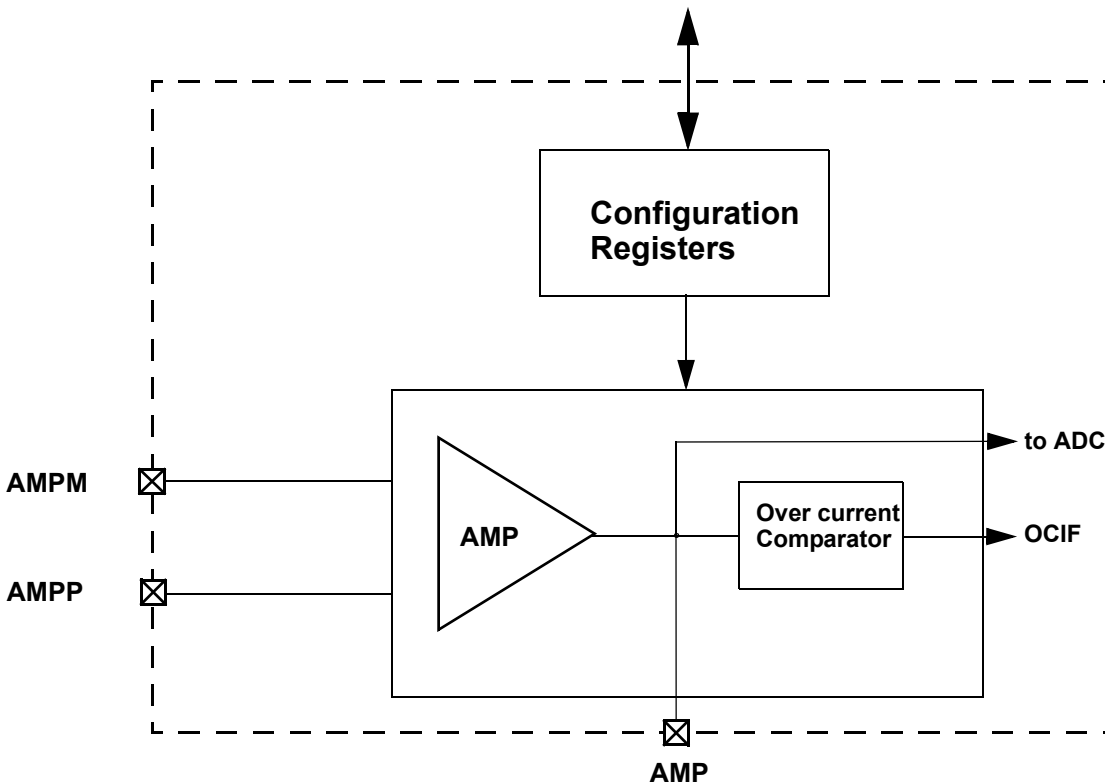 Configuration
Registers
to ADC
AMPM
AMP
Over current
Comparator
OCIF
AMPP
AMP